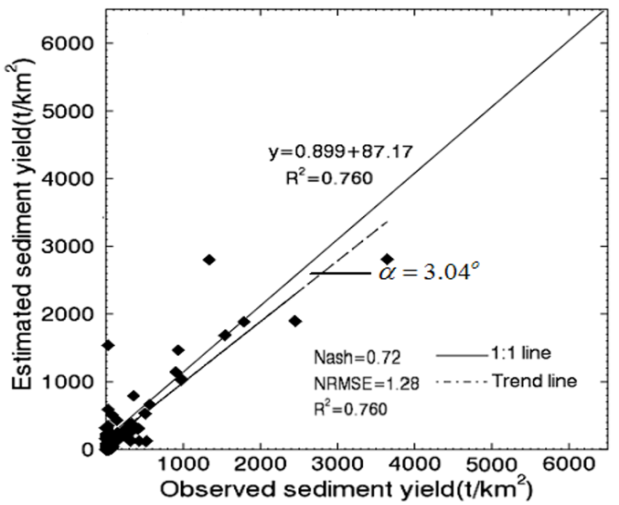 Estimated sediment yield(t/km²)
6000
5000
4000
3000
2000
1000
0
y=0.899+87.17
R²=0.760
α = 3.04°
Nash=0.72
NRMSE=1.28
R²=0.760
1:1 line
Trend line
1000 2000 3000 4000 5000 6000
Observed sediment yield(t/km²)